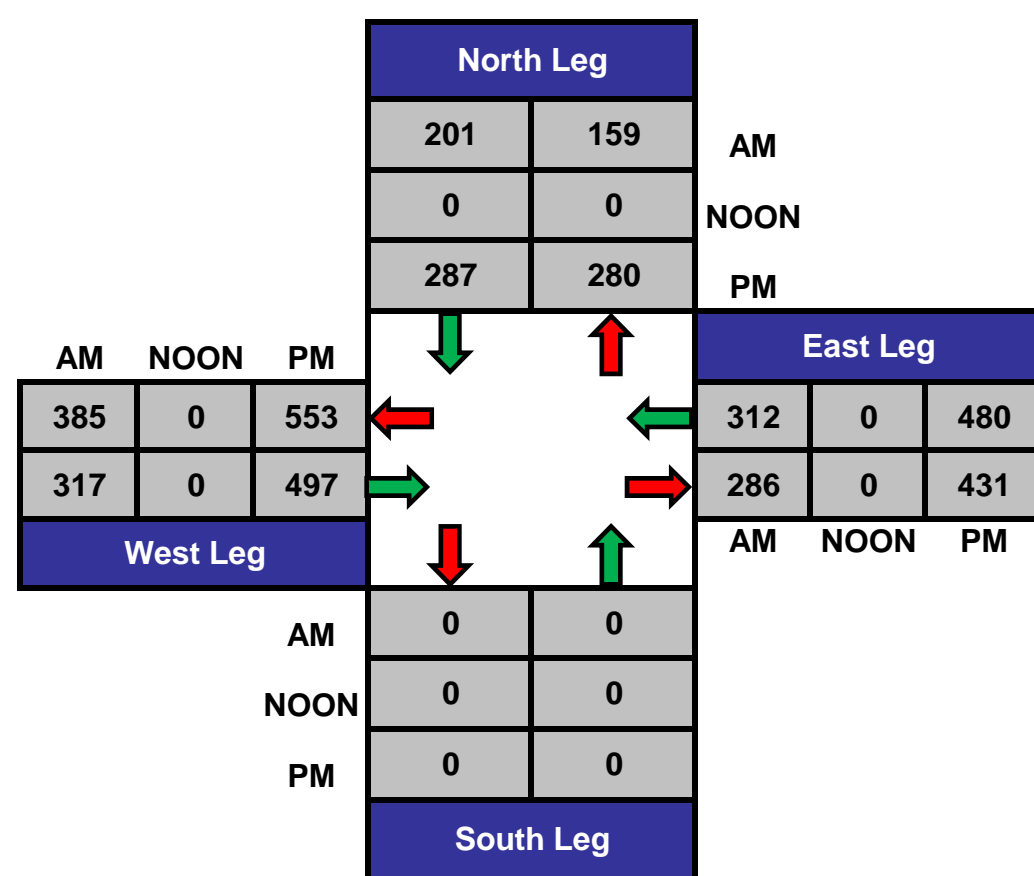 North Leg
201 159 AM
0 0 NOON
287 280 PM
East Leg
AM NOON PM
385 0 553 312 0 480
317 0 497 286 0 431
West Leg AM NOON PM
AM 0 0
NOON 0 0
PM 0 0
South Leg